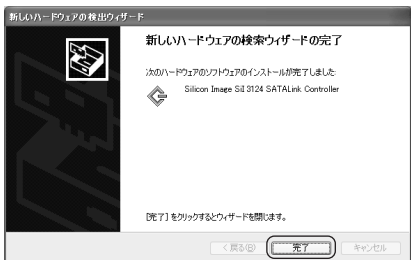 新しいハードウェアの検出ウィザード
新しいハードウェアの検索ウィザードの完了
次のハードウェアのソフトウェアのインストールが完了しました:
Silicon Image SiI 3124 SATALink Controller
[完了] をクリックするとウィザードを閉じます。
< 戻る(B)
完了
キャンセル